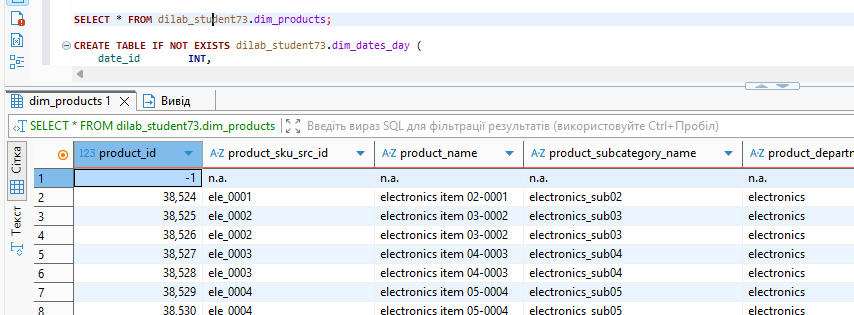 SELECT * FROM dilab_student73.dim_products;
CREATE TABLE IF NOT EXISTS dilab_student73.dim_dates_day (
date_id INT,
dim_products 1 Вивід
SELECT * FROM dilab_student73.dim_products Введіть вираз SQL для фільтрації результатів (використовуйте Ctrl+Пробіл)
Сітка
Текст
123 product_id A-Z product_sku_src_id A-Z product_name A-Z product_subcategory_name A-Z product_departm
1 -1 n.a. n.a. n.a. n.a.
2 38,524 ele_0001 electronics item 02-0001 electronics_sub02 electronics
3 38,525 ele_0002 electronics item 03-0002 electronics_sub03 electronics
4 38,526 ele_0002 electronics item 03-0002 electronics_sub03 electronics
5 38,527 ele_0003 electronics item 04-0003 electronics_sub04 electronics
6 38,528 ele_0003 electronics item 04-0003 electronics_sub04 electronics
7 38,529 ele_0004 electronics item 05-0004 electronics_sub05 electronics
8 38,530 ele_0004 electronics item 05-0004 electronics_sub05 electronics